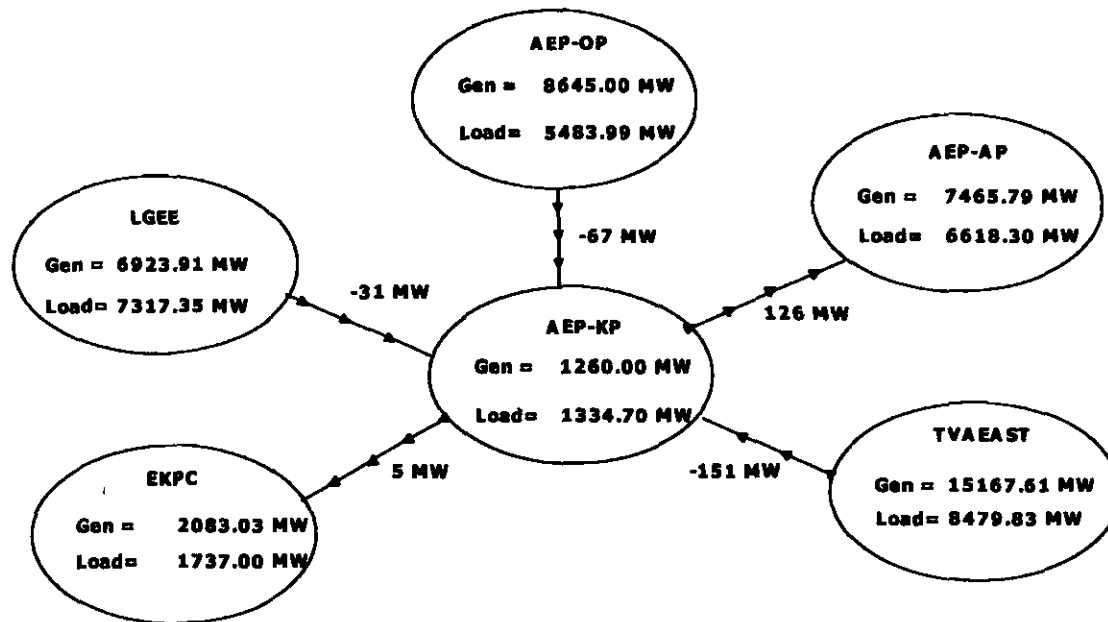 AEP-OP
Gen = 8645.00 MW
Load= 5483.99 MW
AEP-AP
Gen = 7465.79 MW
Load= 6618.30 MW
LGEE
Gen = 6923.91 MW
Load= 7317.35 MW
-67 MW
-31 MW
126 MW
AEP-KP
Gen = 1260.00 MW
Load= 1334.70 MW
TVAEAST
Gen = 15167.61 MW
Load= 8479.83 MW
-151 MW
5 MW
EKPC
Gen = 2083.03 MW
Load= 1737.00 MW